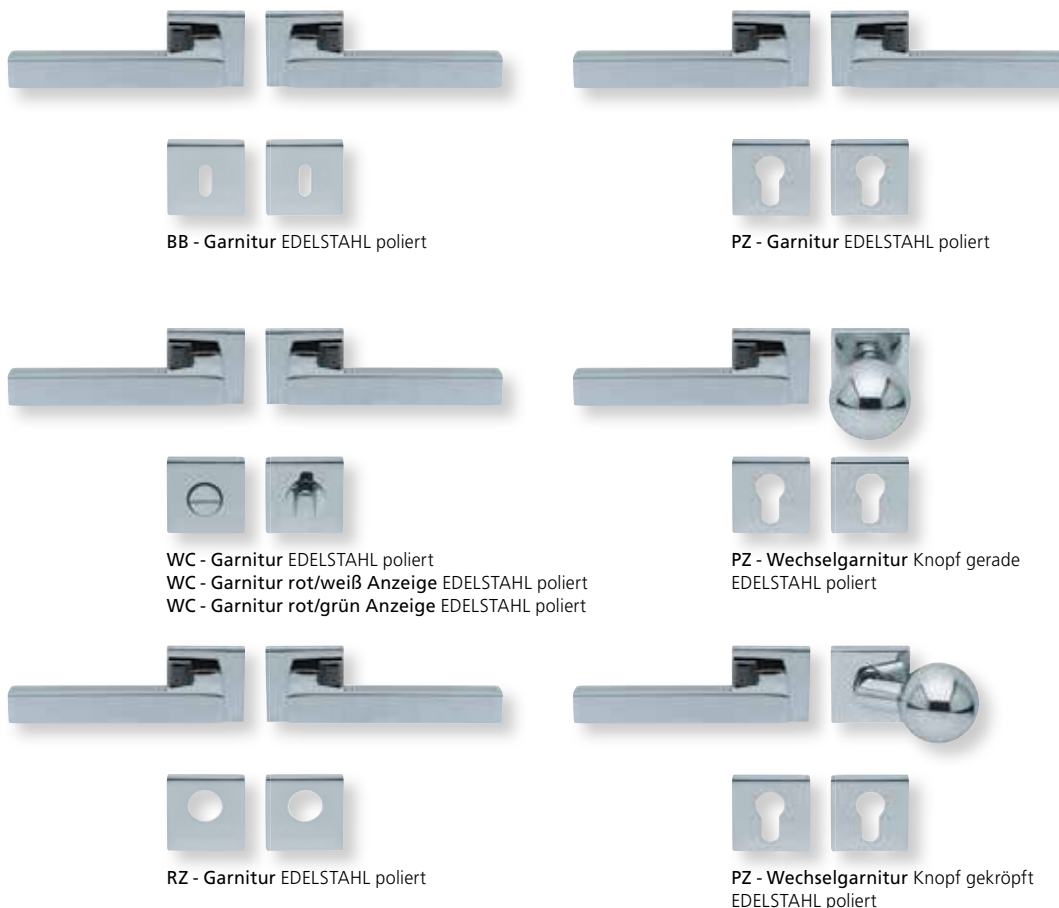 BB - Garnitur EDELSTAHL poliert
PZ - Garnitur EDELSTAHL poliert
WC - Garnitur EDELSTAHL poliert
WC - Garnitur rot/weiß Anzeige EDELSTAHL poliert
WC - Garnitur rot/grün Anzeige EDELSTAHL poliert
PZ - Wechselgarnitur Knopf gerade
EDELSTAHL poliert
RZ - Garnitur EDELSTAHL poliert
PZ - Wechselgarnitur Knopf gekröpft
EDELSTAHL poliert